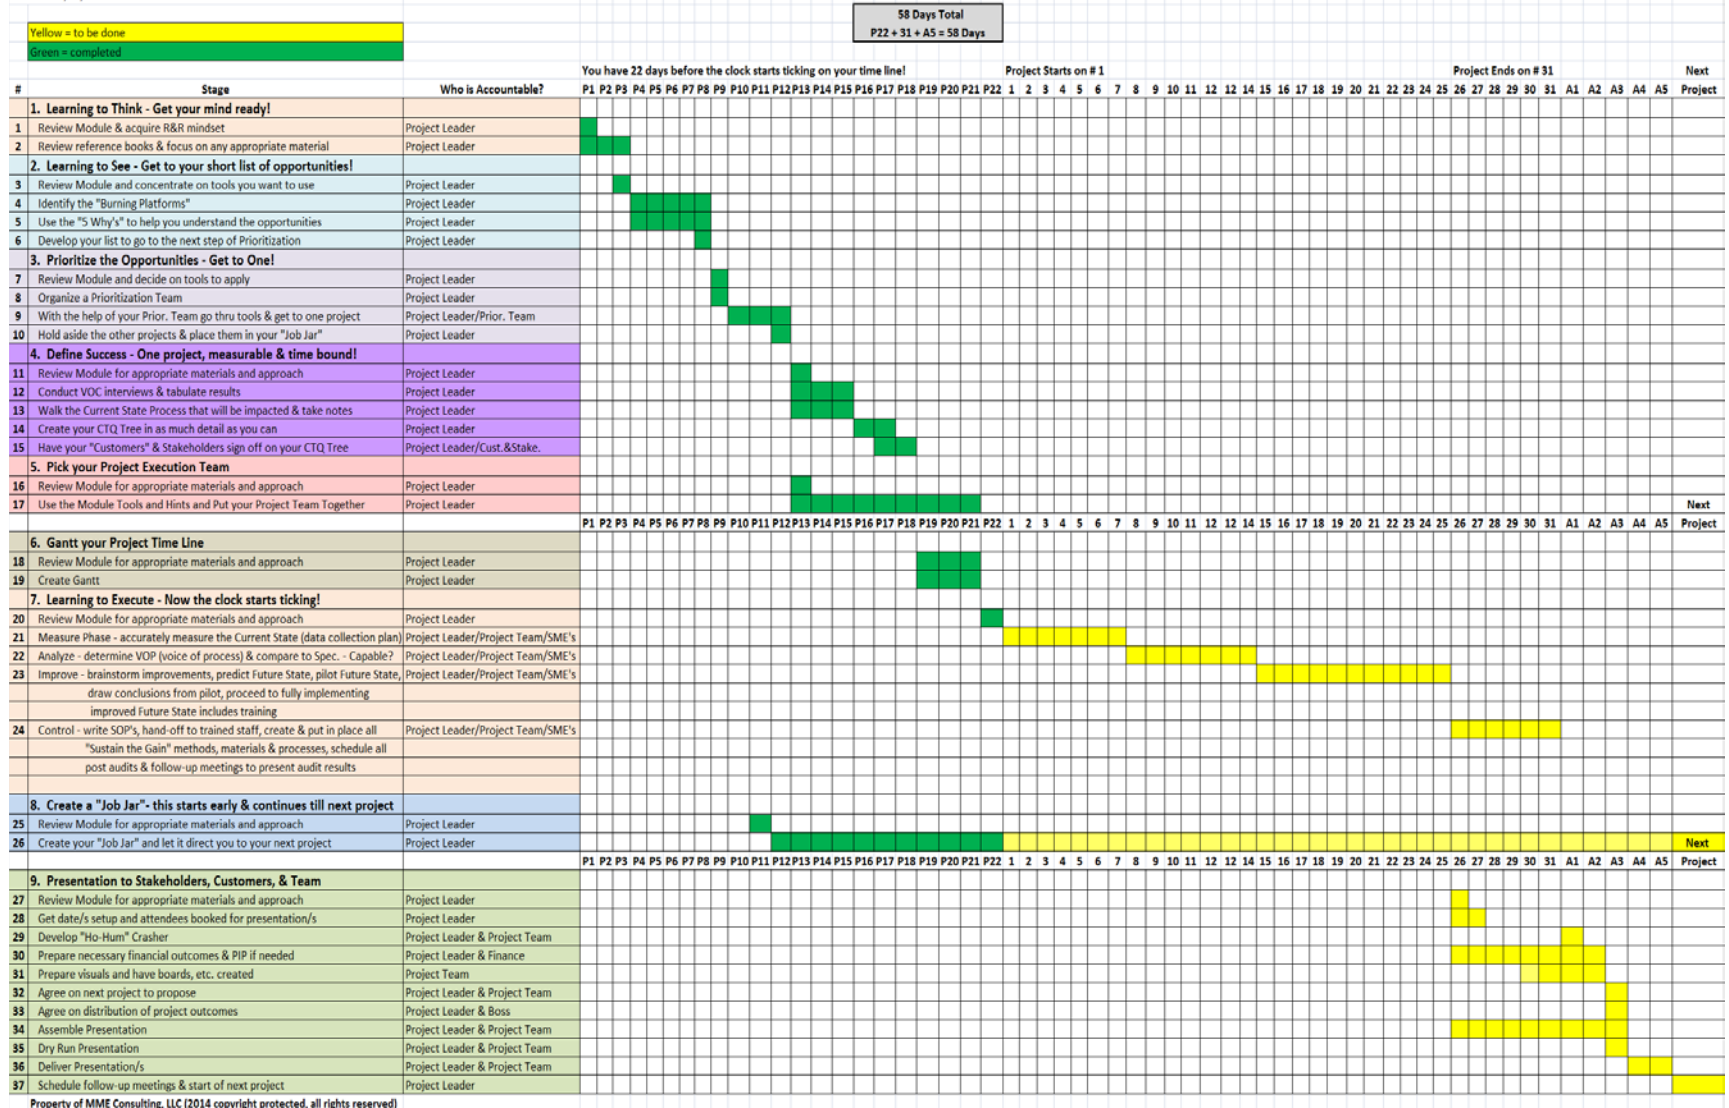 58 Days Total
P22 + 31 + A5 = 58 Days
Yellow = to be done
Green = completed
You have 22 days before the clock starts ticking on your time line! Project Starts on # 1 Project Ends on # 31 Next
# Stage Who is Accountable? P1 P2 P3 P4 P5 P6 P7 P8 P9 P10 P11 P12 P13 P14 P15 P16 P17 P18 P19 P20 P21 P22 1 2 3 4 5 6 7 8 9 10 11 12 12 14 15 16 17 18 19 20 21 22 23 24 25 26 27 28 29 30 31 A1 A2 A3 A4 A5 Project
1. Learning to Think - Get your mind ready!
1 Review Module & acquire R&R mindset Project Leader
2 Review reference books & focus on any appropriate material Project Leader
2. Learning to See - Get to your short list of opportunities!
3 Review Module and concentrate on tools you want to use Project Leader
4 Identify the "Burning Platforms" Project Leader
5 Use the "5 Why's" to help you understand the opportunities Project Leader
6 Develop your list to go to the next step of Prioritization Project Leader
3. Prioritize the Opportunities - Get to One!
7 Review Module and decide on tools to apply Project Leader
8 Organize a Prioritization Team Project Leader
9 With the help of your Prior. Team go thru tools & get to one project Project Leader/Prior. Team
10 Hold aside the other projects & place them in your "Job Jar" Project Leader
4. Define Success - One project, measurable & time bound!
11 Review Module for appropriate materials and approach Project Leader
12 Conduct VOC interviews & tabulate results Project Leader
13 Walk the Current State Process that will be impacted & take notes Project Leader
14 Create your CTQ Tree in as much detail as you can Project Leader
15 Have your "Customers" & Stakeholders sign off on your CTQ Tree Project Leader/Cust.&Stake.
5. Pick your Project Execution Team
16 Review Module for appropriate materials and approach Project Leader
17 Use the Module Tools and Hints and Put your Project Team Together Project Leader Next
P1 P2 P3 P4 P5 P6 P7 P8 P9 P10 P11 P12 P13 P14 P15 P16 P17 P18 P19 P20 P21 P22 1 2 3 4 5 6 7 8 9 10 11 12 12 14 15 16 17 18 19 20 21 22 23 24 25 26 27 28 29 30 31 A1 A2 A3 A4 A5 Project
6. Gantt your Project Time Line
18 Review Module for appropriate materials and approach Project Leader
19 Create Gantt Project Leader
7. Learning to Execute - Now the clock starts ticking!
20 Review Module for appropriate materials and approach Project Leader
21 Measure Phase - accurately measure the Current State (data collection plan) Project Leader/Project Team/SME's
22 Analyze - determine VOP (voice of process) & compare to Spec. - Capable? Project Leader/Project Team/SME's
23 Improve - brainstorm improvements, predict Future State, pilot Future State, Project Leader/Project Team/SME's
draw conclusions from pilot, proceed to fully implementing
improved Future State includes training
24 Control - write SOP's, hand-off to trained staff, create & put in place all Project Leader/Project Team/SME's
"Sustain the Gain" methods, materials & processes, schedule all
post audits & follow-up meetings to present audit results
8. Create a "Job Jar"- this starts early & continues till next project
25 Review Module for appropriate materials and approach Project Leader
26 Create your "Job Jar" and let it direct you to your next project Project Leader Next
P1 P2 P3 P4 P5 P6 P7 P8 P9 P10 P11 P12 P13 P14 P15 P16 P17 P18 P19 P20 P21 P22 1 2 3 4 5 6 7 8 9 10 11 12 12 14 15 16 17 18 19 20 21 22 23 24 25 26 27 28 29 30 31 A1 A2 A3 A4 A5 Project
9. Presentation to Stakeholders, Customers, & Team
27 Review Module for appropriate materials and approach Project Leader
28 Get date/s setup and attendees booked for presentation/s Project Leader
29 Develop "Ho-Hum" Crasher Project Leader & Project Team
30 Prepare necessary financial outcomes & PIP if needed Project Leader & Finance
31 Prepare visuals and have boards, etc. created Project Team
32 Agree on next project to propose Project Leader & Project Team
33 Agree on distribution of project outcomes Project Leader & Boss
34 Assemble Presentation Project Leader & Project Team
35 Dry Run Presentation Project Leader & Project Team
36 Deliver Presentation/s Project Leader & Project Team
37 Schedule follow-up meetings & start of next project Project Leader
Property of MME Consulting, LLC (2014 copyright protected, all rights reserved)